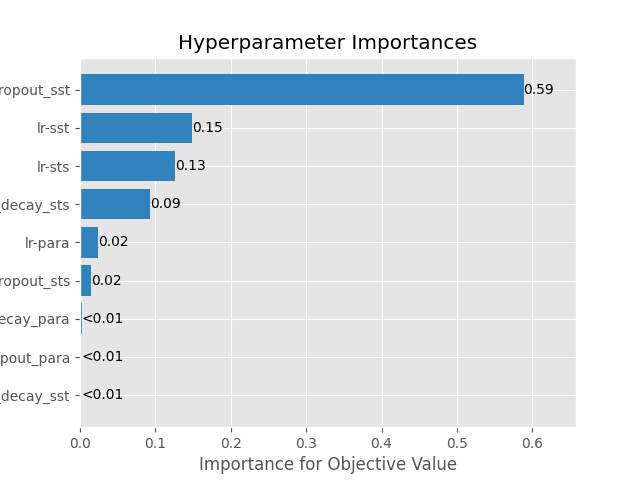 Hyperparameter Importances
ropout_sst
0.59
lr-sst
0.15
lr-sts
0.13
_decay_sts
0.09
lr-para
0.02
ropout_sts
0.02
ecay_para
<0.01
pout_para
<0.01
_decay_sst
<0.01
0.0 0.1 0.2 0.3 0.4 0.5 0.6
Importance for Objective Value